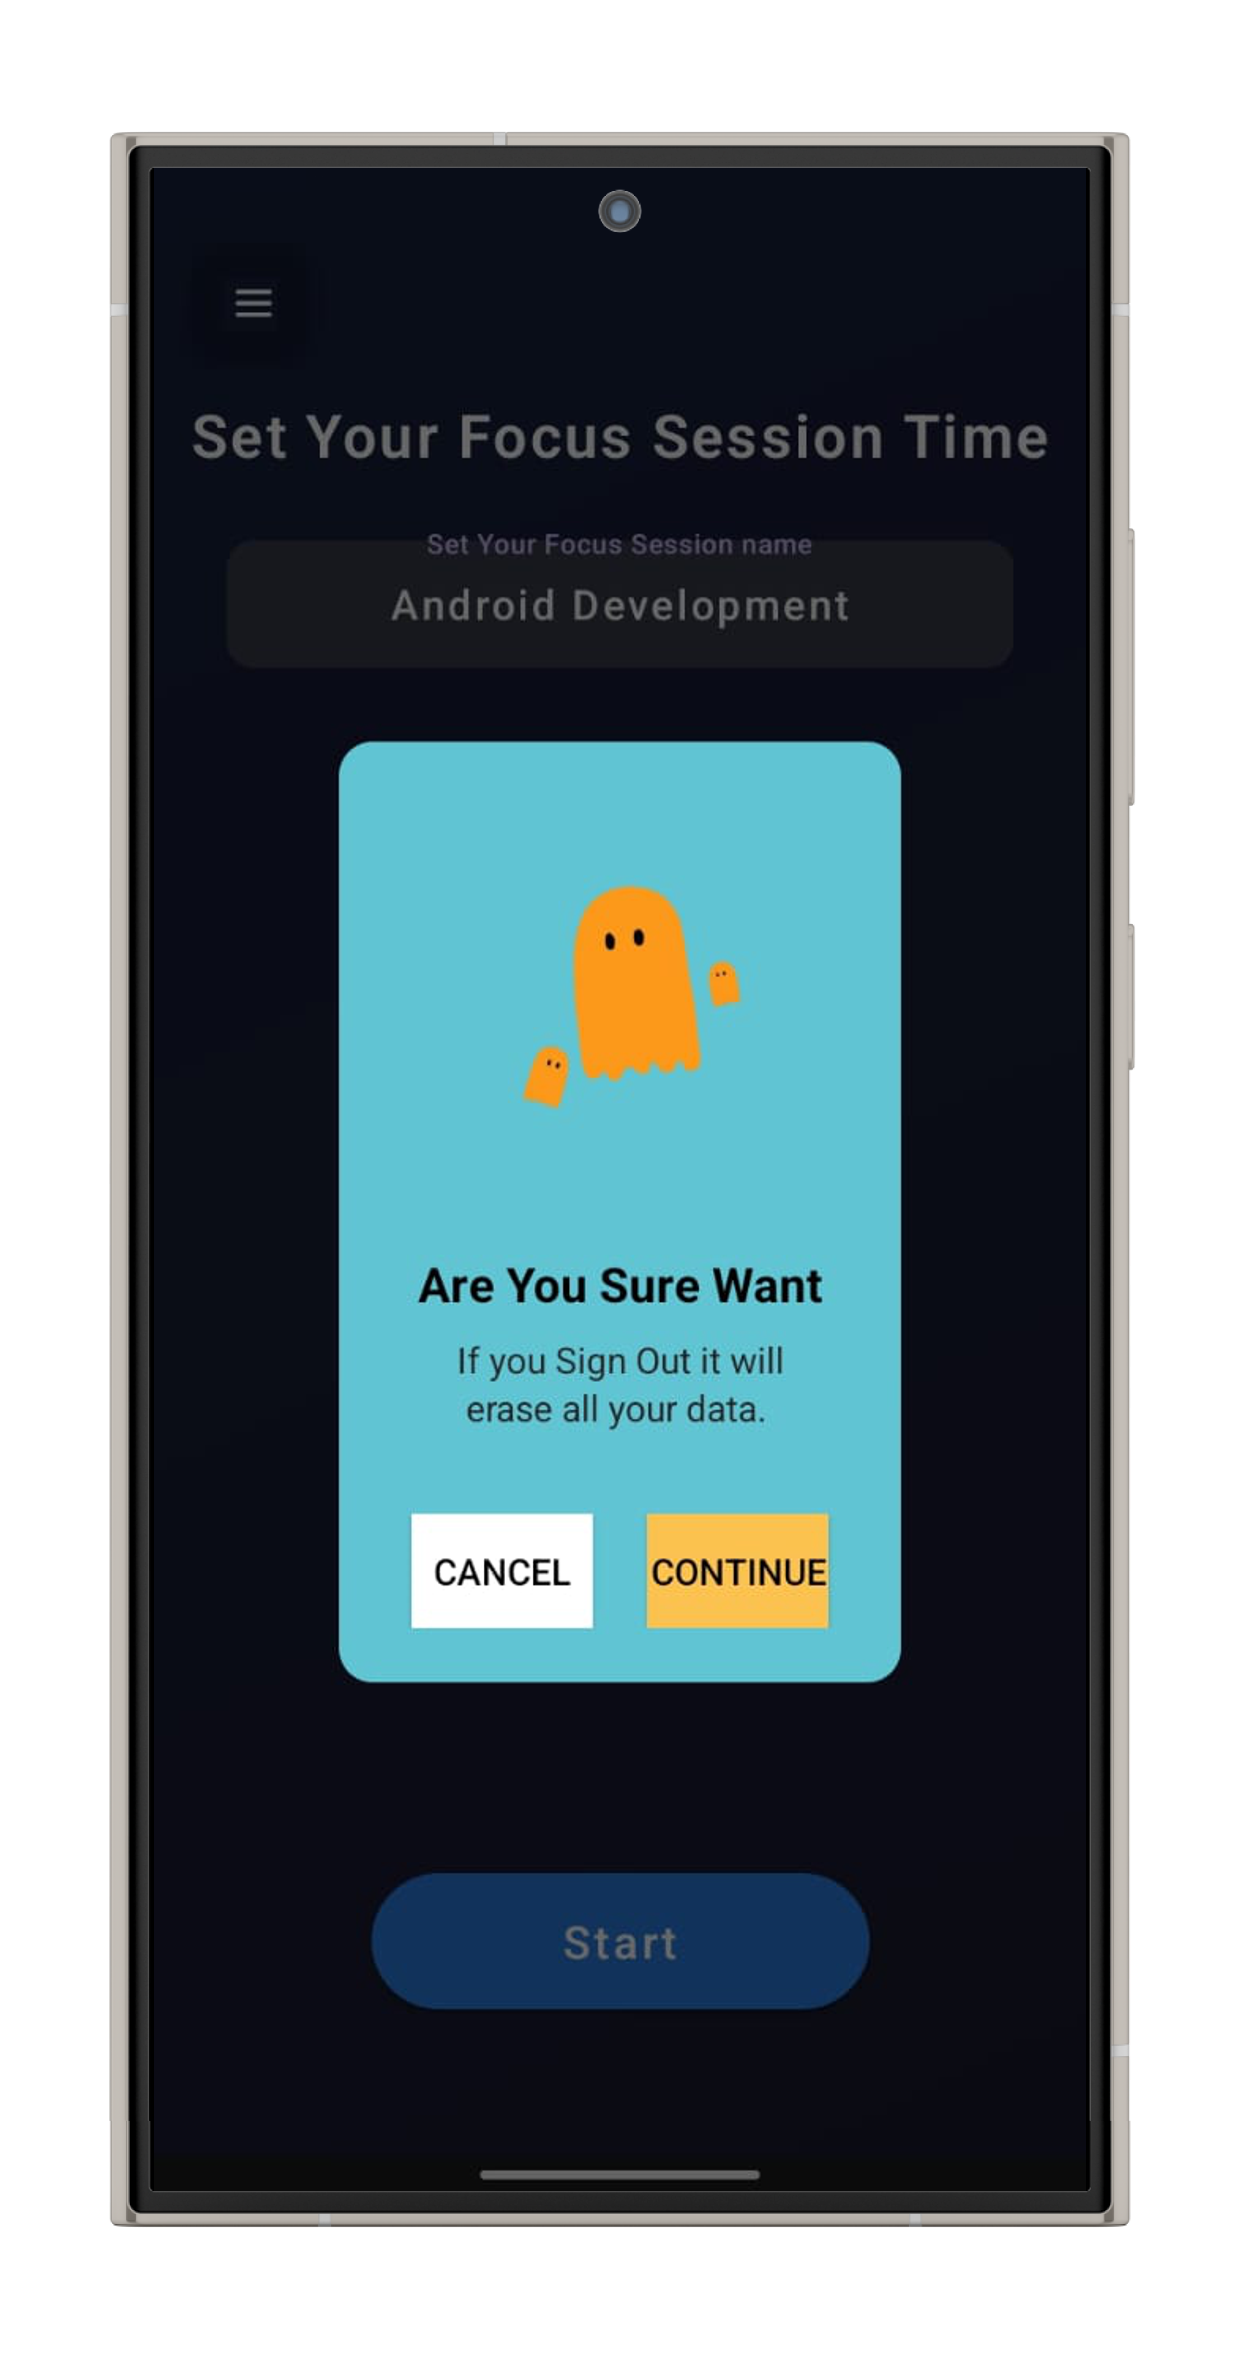 Set Your Focus Session Time
Set Your Focus Session name
Android Development
Are You Sure Want
If you Sign Out it will
erase all your data.
CANCEL
CONTINUE
Start